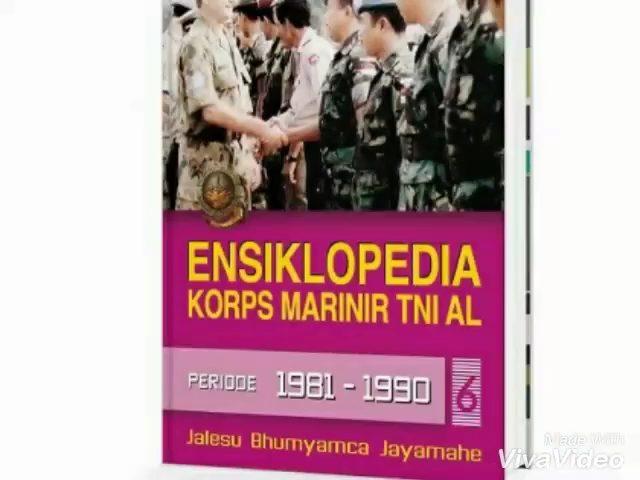 ENSIKLOPEDIA
KORPS MARINIR TNI AL
PERIODE 1981 - 1990 6
Jalesu Bhumyamca Jayamahe
Made With
VivaVideo